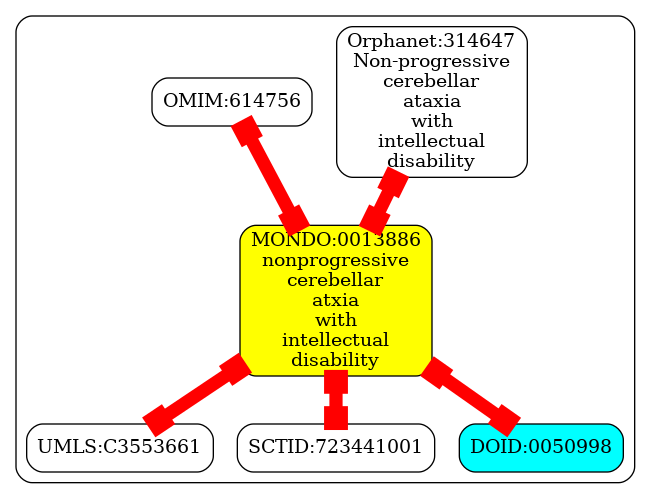 Orphanet:314647
Non-progressive
cerebellar
ataxia
with
intellectual
disability
OMIM:614756
MONDO:0013886
nonprogressive
cerebellar
atxia
with
intellectual
disability
UMLS:C3553661
SCTID:723441001
DOID:0050998